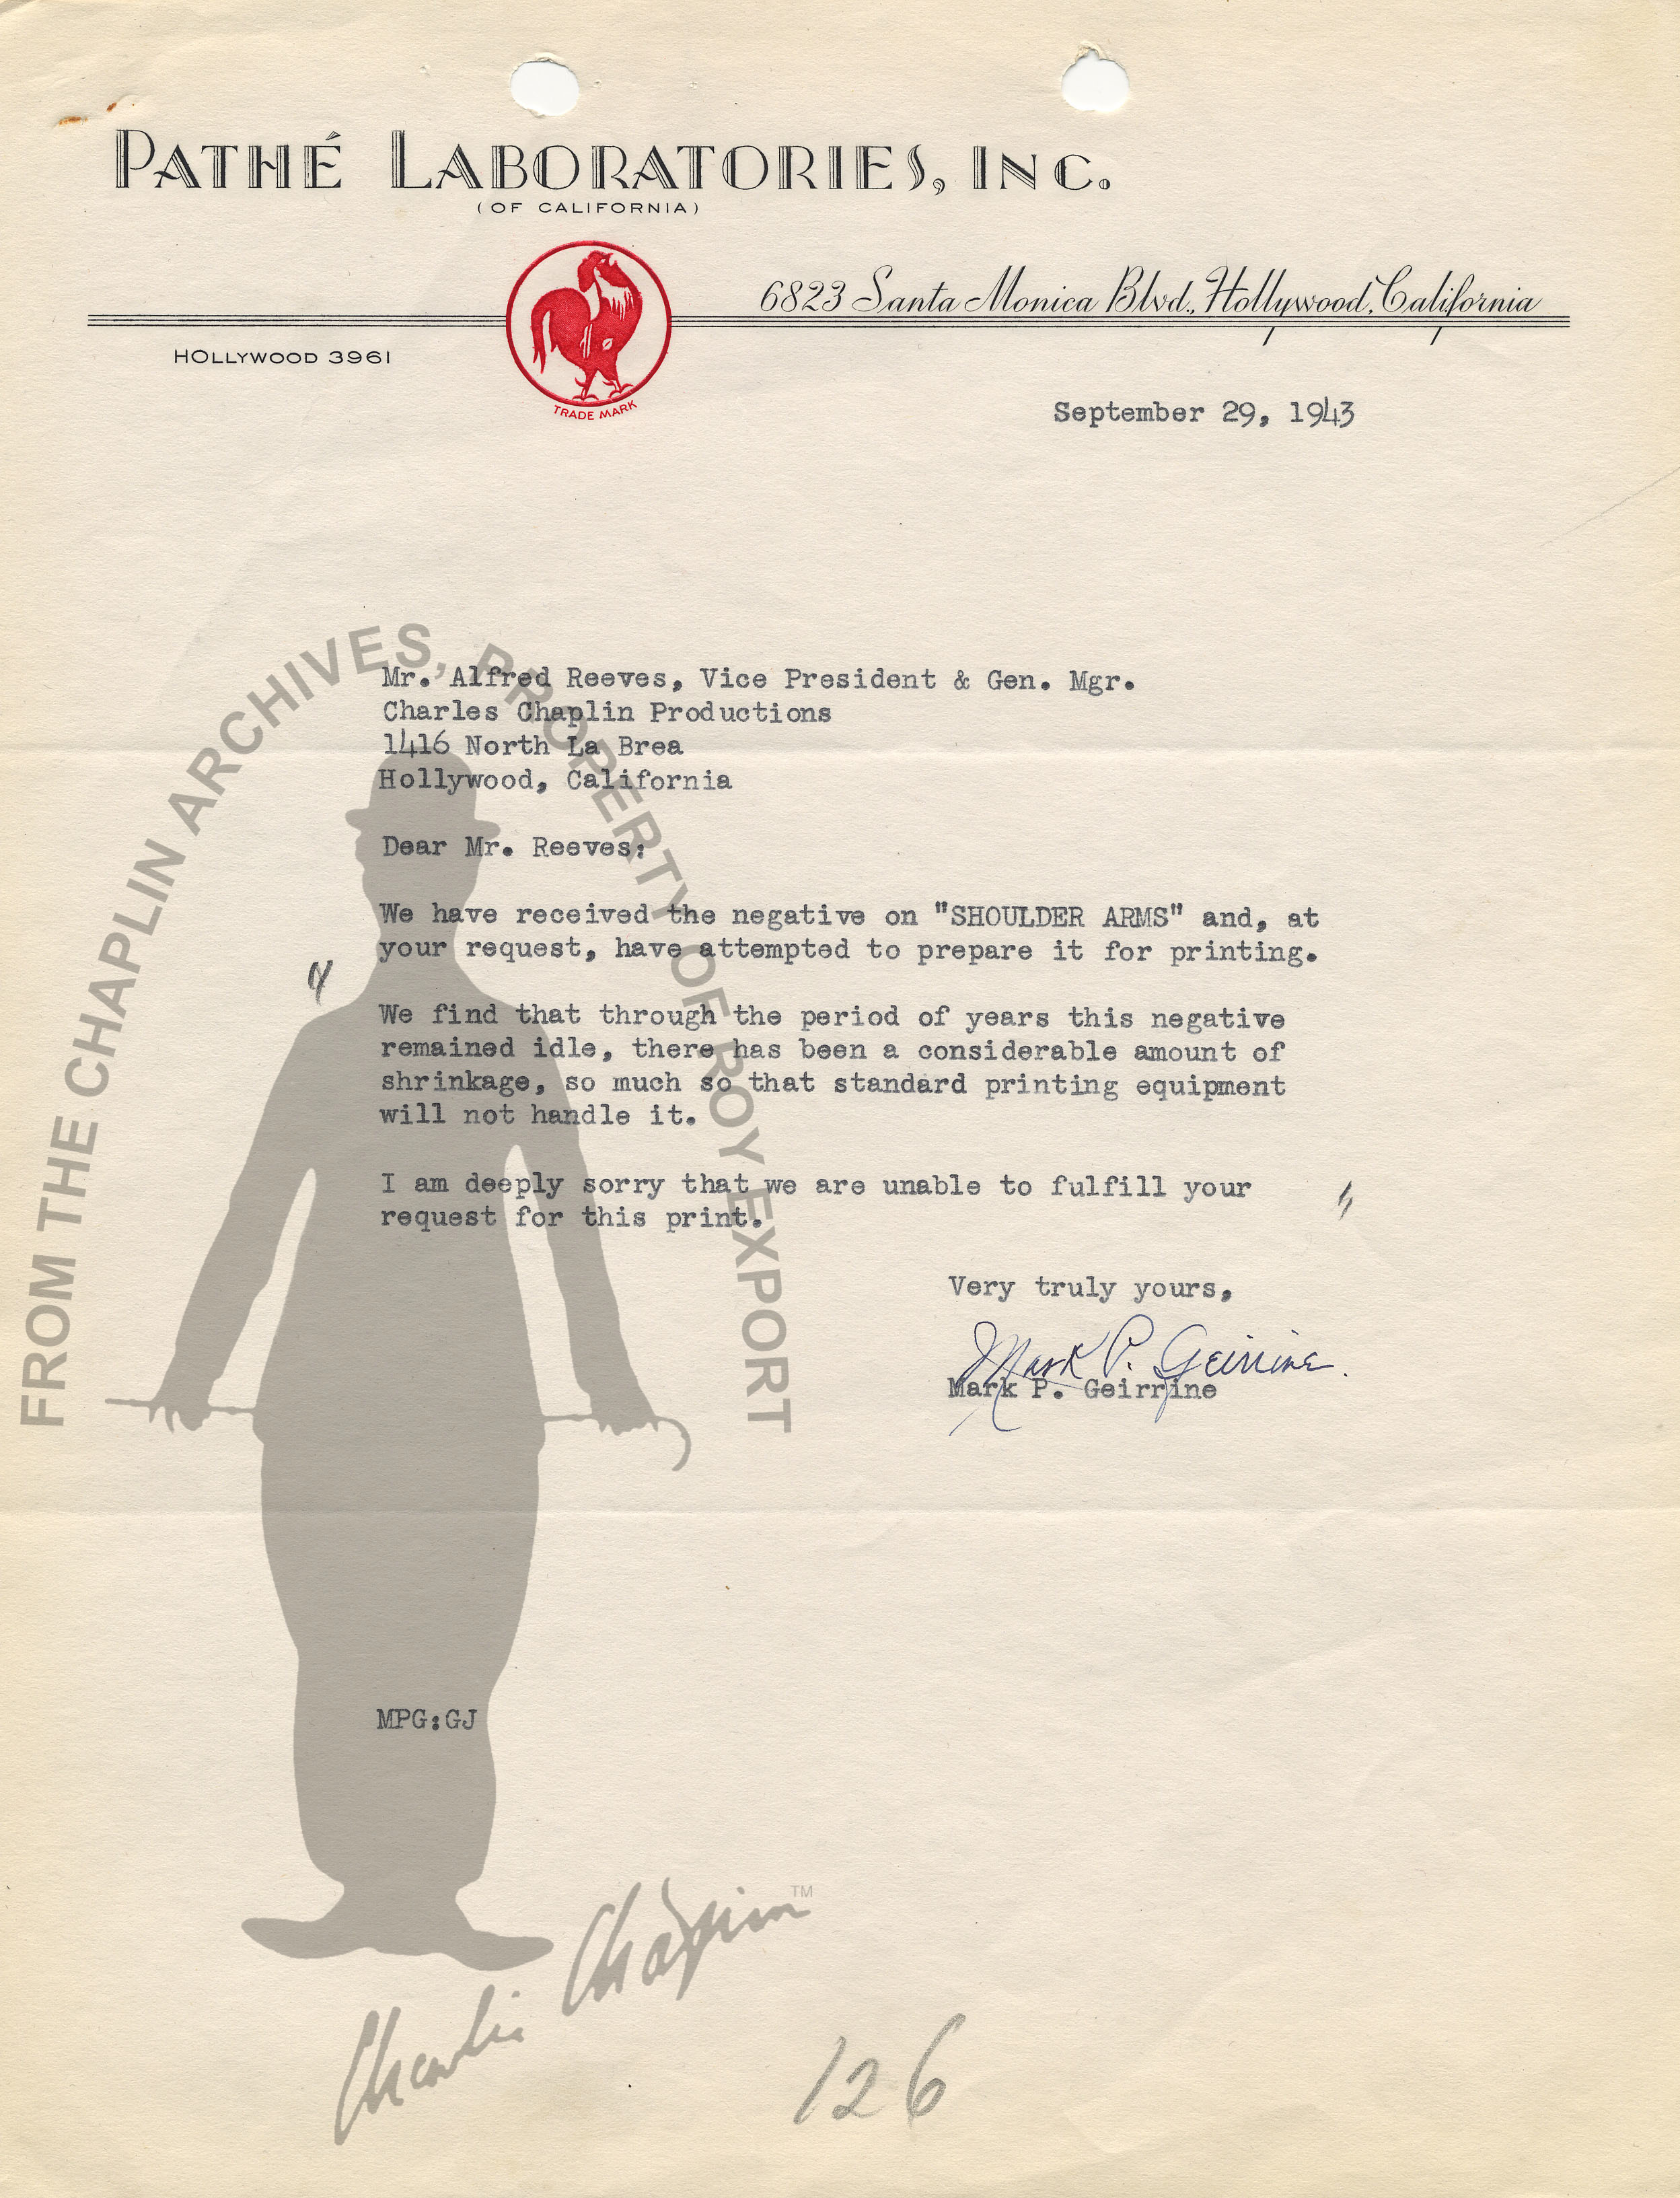 PATHÉ LABORATORIES, INC.
(OF CALIFORNIA)
6823 Santa Monica Blvd., Hollywood, California
HOLLYWOOD 3961
TRADE MARK
September 29, 1943
Mr. Alfred Reeves, Vice President & Gen. Mgr.
Charles Chaplin Productions
1416 North La Brea
Hollywood, California
Dear Mr. Reeves:
We have received the negative on "SHOULDER ARMS" and, at
your request, have attempted to prepare it for printing.
We find that through the period of years this negative
remained idle, there has been a considerable amount of
shrinkage, so much so that standard printing equipment
will not handle it.
I am deeply sorry that we are unable to fulfill your
request for this print.
Very truly yours,
Mark P. Geirrine.
Mark P. Geirrine
MPG:GJ
FROM THE CHAPLIN ARCHIVES, PROPERTY OF ROY EXPORT
Charlie Chaplin TM
126